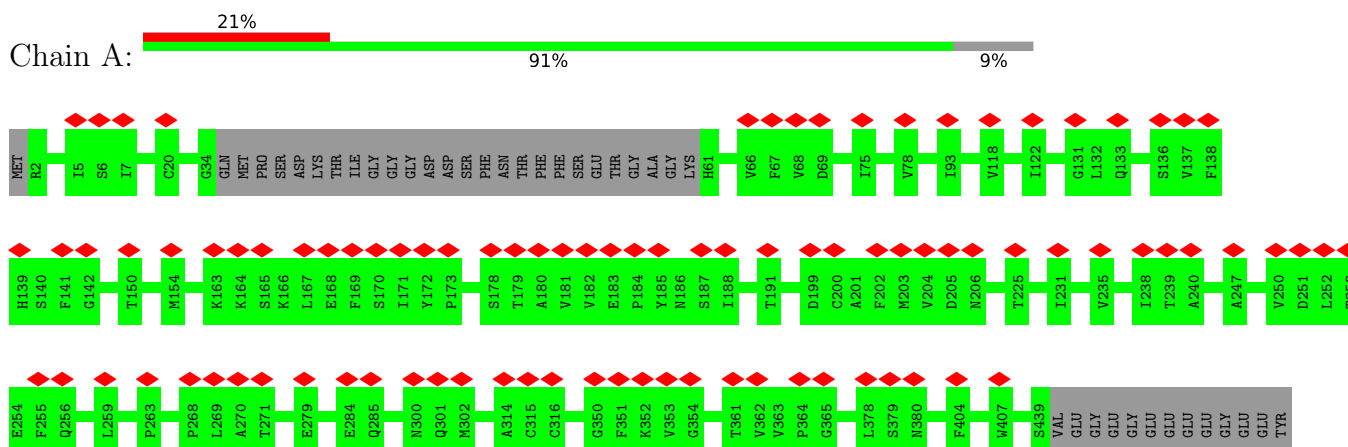 21%
Chain A:
91% 9%
MET R2 I5 S6 I7 C20 G34 GLN MET PRO SER ASP LYS THR ILE GLY GLY GLY ASP ASP SER PHE ASN THR PHE PHE SER GLU THR GLY ALA GLY LYS H61 V66 F67 V68 D69 I75 V78 I93 V118 I122 G131 L132 Q133 S136 V137 F138
H139 S140 F141 G142 T150 M154 K163 K164 S165 K166 L167 E168 F169 S170 I171 Y172 P173 S178 T179 A180 V181 V182 E183 P184 Y185 N186 S187 I188 T191 D199 C200 A201 F202 M203 V204 D205 N206 T225 I231 V235 I238 T239 A240 A247 V250 D251 L252
E254 F255 Q256 L259 P263 P268 L269 A270 T271 E279 E284 Q285 N300 Q301 M302 A314 C315 C316 G350 F351 K352 V353 G354 T361 V362 V363 P364 G365 L378 S379 N380 F404 W407 S439 VAL GLU GLY GLU GLY GLU GLU GLU GLU GLY GLU GLU TYR